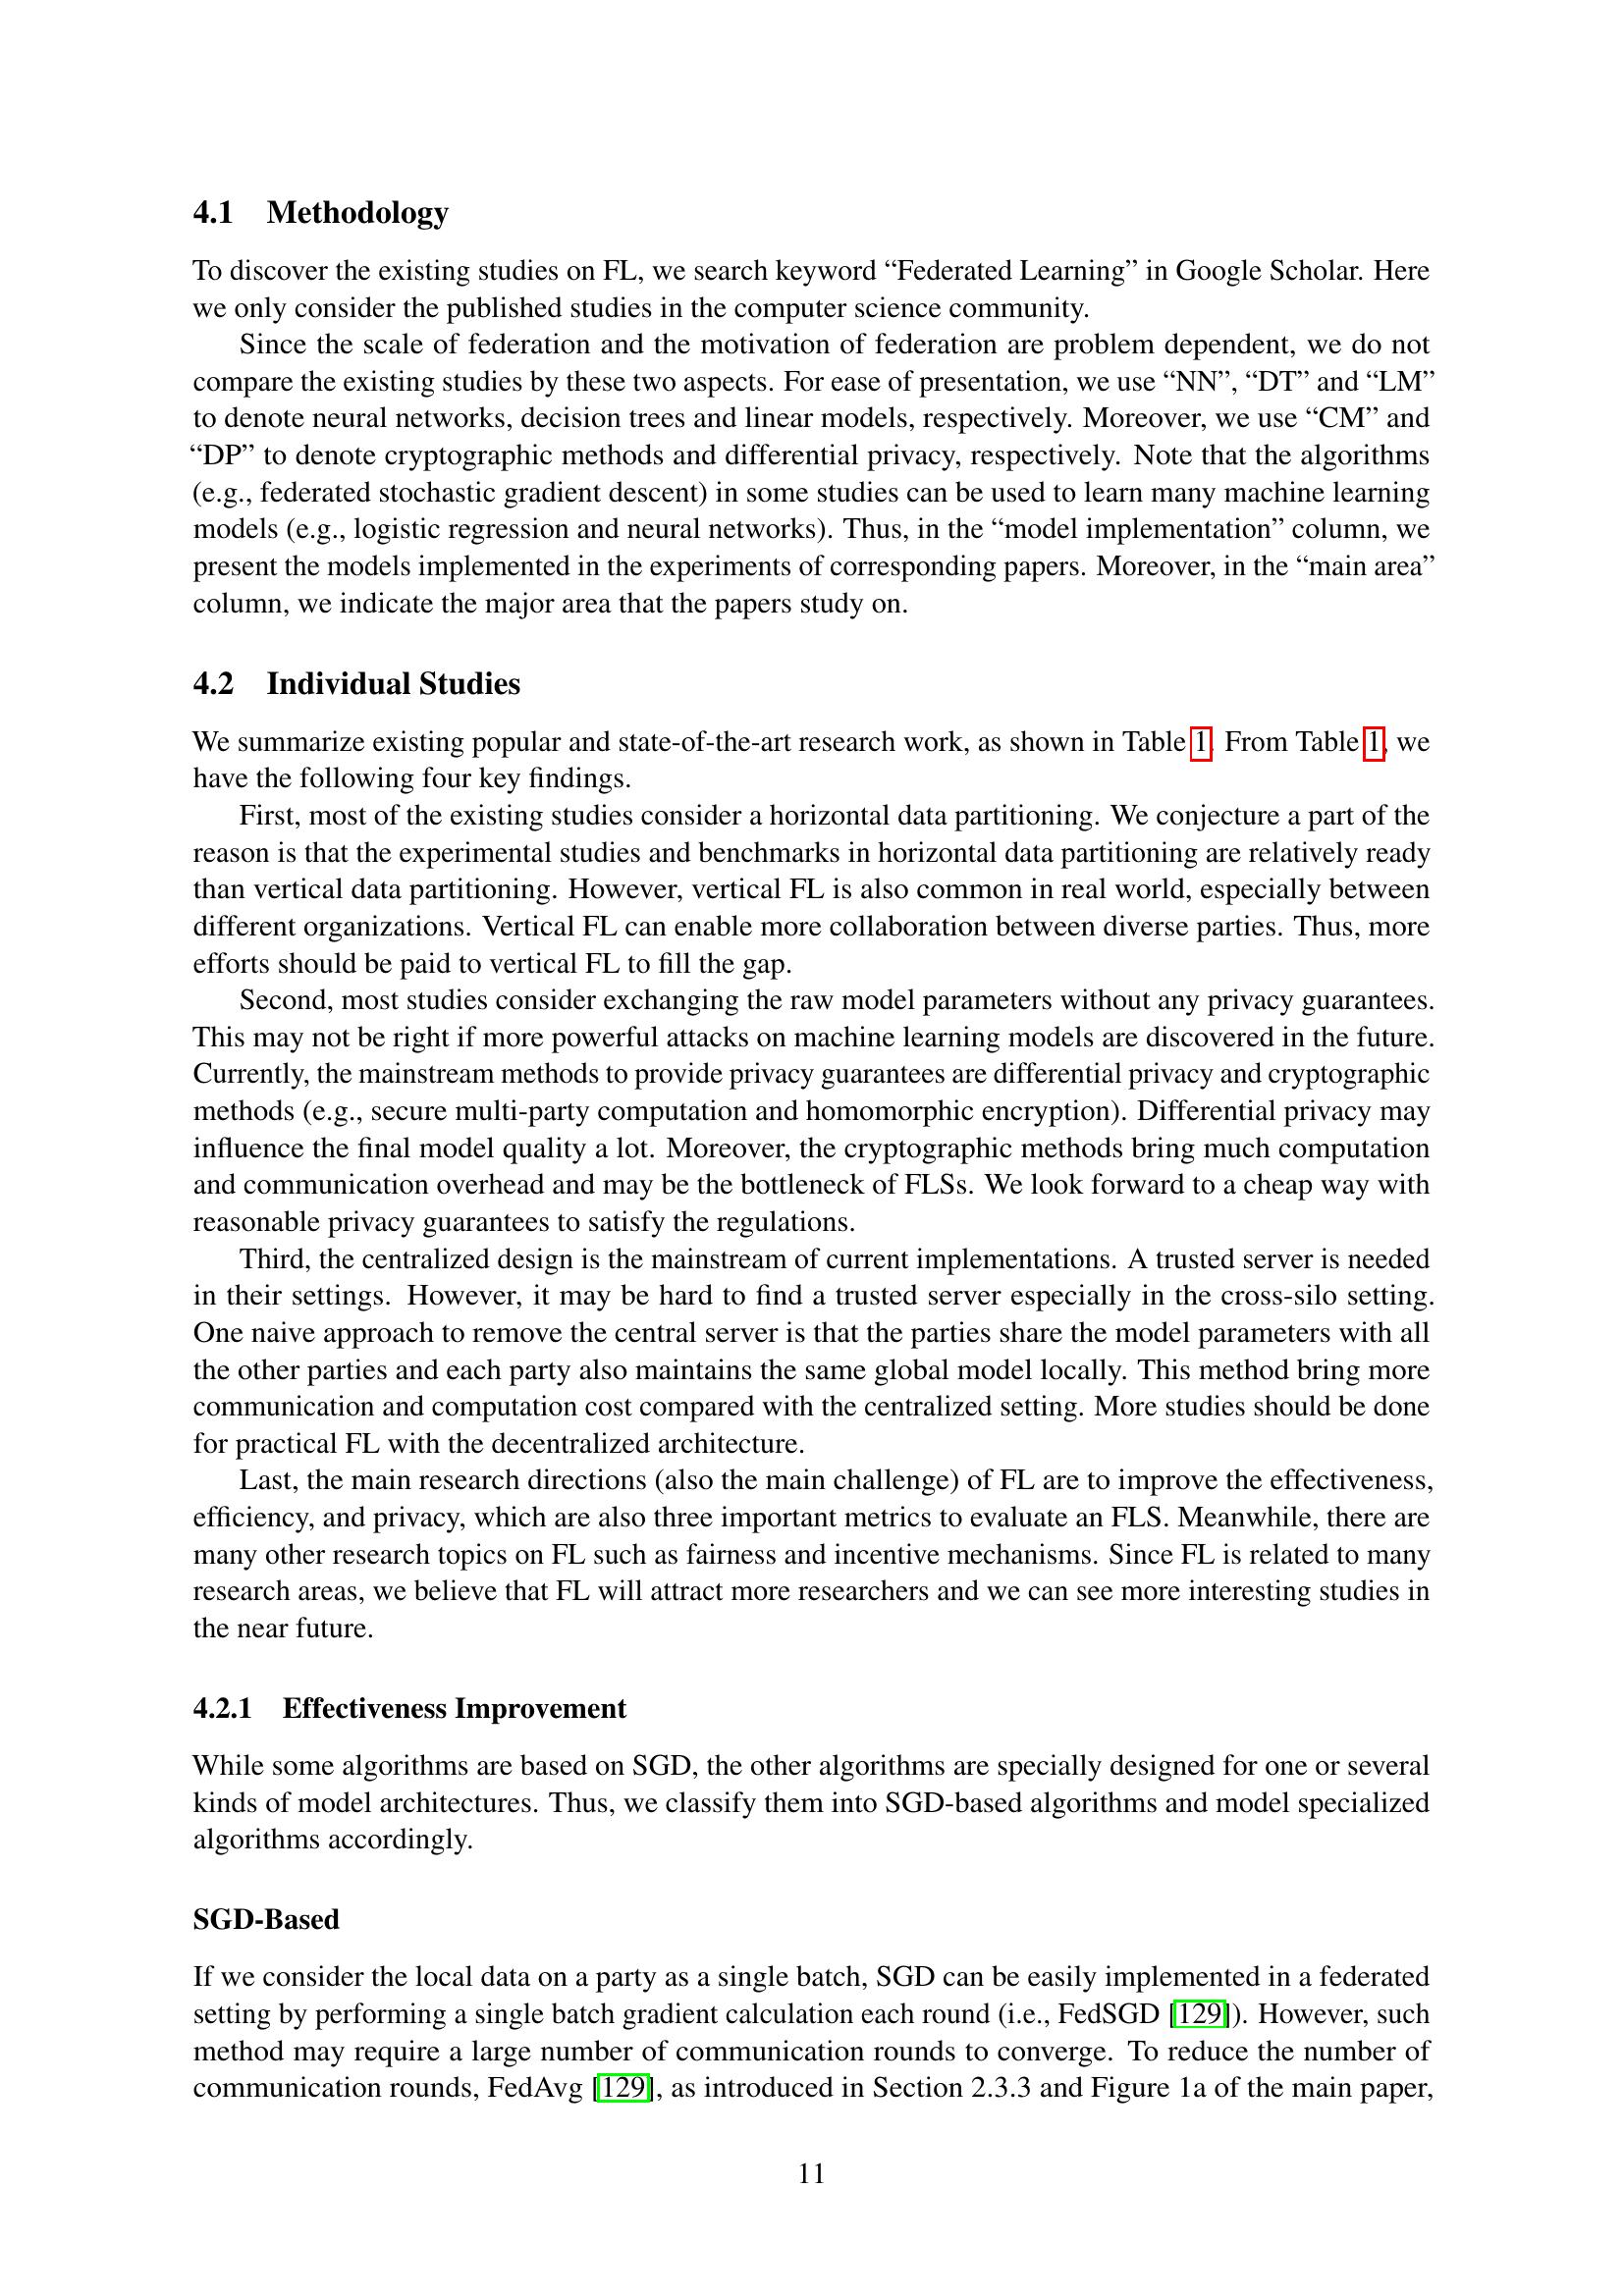 4.1 Methodology
To discover the existing studies on FL, we search keyword “Federated Learning” in Google Scholar. Here
we only consider the published studies in the computer science community.
Since the scale of federation and the motivation of federation are problem dependent, we do not
compare the existing studies by these two aspects. For ease of presentation, we use “NN”, “DT” and “LM”
to denote neural networks, decision trees and linear models, respectively. Moreover, we use “CM” and
“DP” to denote cryptographic methods and differential privacy, respectively. Note that the algorithms
(e.g., federated stochastic gradient descent) in some studies can be used to learn many machine learning
models (e.g., logistic regression and neural networks). Thus, in the “model implementation” column, we
present the models implemented in the experiments of corresponding papers. Moreover, in the “main area”
column, we indicate the major area that the papers study on.
4.2 Individual Studies
We summarize existing popular and state-of-the-art research work, as shown in Table 1. From Table 1, we
have the following four key findings.
First, most of the existing studies consider a horizontal data partitioning. We conjecture a part of the
reason is that the experimental studies and benchmarks in horizontal data partitioning are relatively ready
than vertical data partitioning. However, vertical FL is also common in real world, especially between
different organizations. Vertical FL can enable more collaboration between diverse parties. Thus, more
efforts should be paid to vertical FL to fill the gap.
Second, most studies consider exchanging the raw model parameters without any privacy guarantees.
This may not be right if more powerful attacks on machine learning models are discovered in the future.
Currently, the mainstream methods to provide privacy guarantees are differential privacy and cryptographic
methods (e.g., secure multi-party computation and homomorphic encryption). Differential privacy may
influence the final model quality a lot. Moreover, the cryptographic methods bring much computation
and communication overhead and may be the bottleneck of FLSs. We look forward to a cheap way with
reasonable privacy guarantees to satisfy the regulations.
Third, the centralized design is the mainstream of current implementations. A trusted server is needed
in their settings. However, it may be hard to find a trusted server especially in the cross-silo setting.
One naive approach to remove the central server is that the parties share the model parameters with all
the other parties and each party also maintains the same global model locally. This method bring more
communication and computation cost compared with the centralized setting. More studies should be done
for practical FL with the decentralized architecture.
Last, the main research directions (also the main challenge) of FL are to improve the effectiveness,
efficiency, and privacy, which are also three important metrics to evaluate an FLS. Meanwhile, there are
many other research topics on FL such as fairness and incentive mechanisms. Since FL is related to many
research areas, we believe that FL will attract more researchers and we can see more interesting studies in
the near future.
4.2.1 Effectiveness Improvement
While some algorithms are based on SGD, the other algorithms are specially designed for one or several
kinds of model architectures. Thus, we classify them into SGD-based algorithms and model specialized
algorithms accordingly.
SGD-Based
If we consider the local data on a party as a single batch, SGD can be easily implemented in a federated
setting by performing a single batch gradient calculation each round (i.e., FedSGD [129]). However, such
method may require a large number of communication rounds to converge. To reduce the number of
communication rounds, FedAvg [129], as introduced in Section 2.3.3 and Figure 1a of the main paper,
11